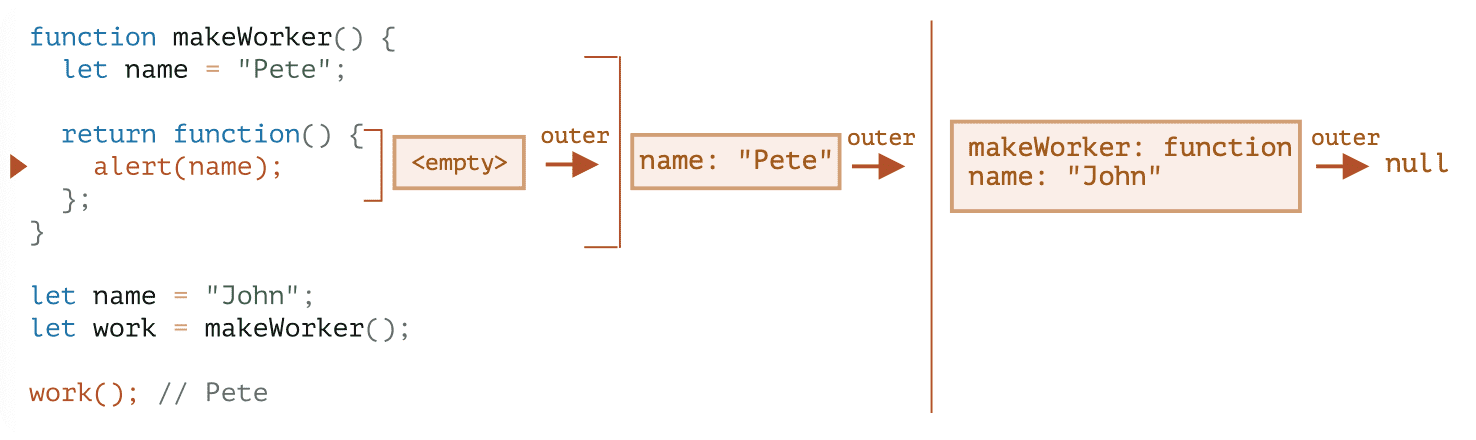 function makeWorker() {
let name = "Pete";
return function() {
alert(name);
};
}
let name = "John";
let work = makeWorker();
work(); // Pete
<empty>
outer
name: "Pete"
outer
makeWorker: function
name: "John"
outer
null